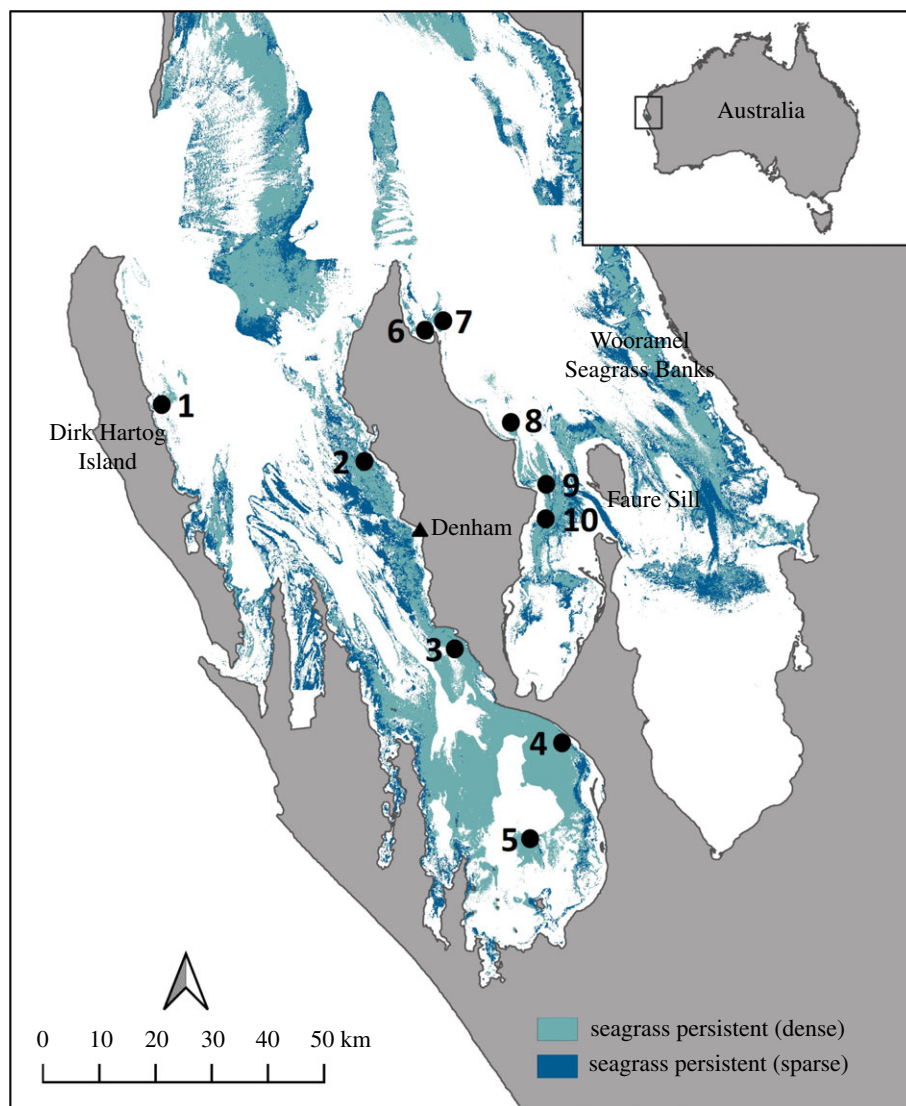 Australia
6
7
Wooramel
Seagrass Banks
1
8
Dirk Hartog
Island
2
9
Faure Sill
10
Denham
3
4
5
0 10 20 30 40 50 km
seagrass persistent (dense)
seagrass persistent (sparse)